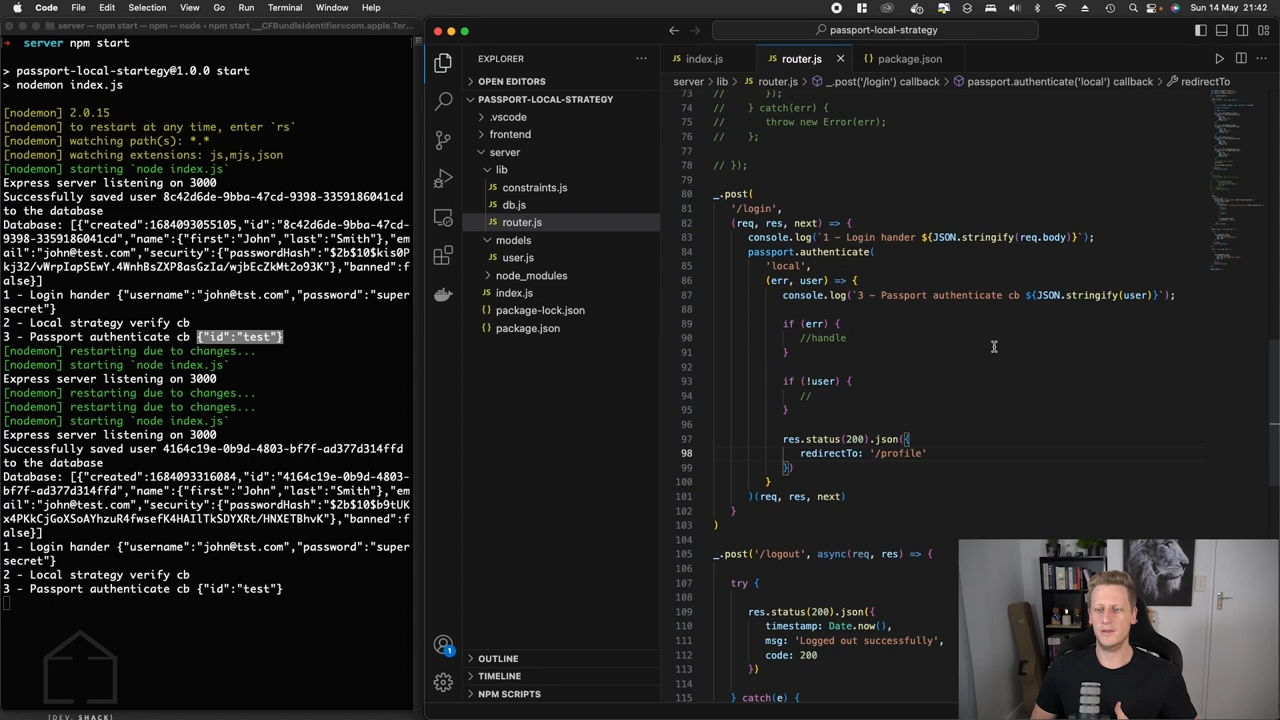 Code File Edit Selection View Go Run Terminal Window Help
Sun 14 May 21:42
server — npm start — npm — node ◂ npm start __CFBundleIdentifier=com.apple.Ter...
→ server npm start
> passport-local-startegy@1.0.0 start
> nodemon index.js
[nodemon] 2.0.15
[nodemon] to restart at any time, enter `rs`
[nodemon] watching path(s): *.*
[nodemon] watching extensions: js,mjs,json
[nodemon] starting `node index.js`
Express server listening on 3000
Successfully saved user 8c42d6de-9bba-47cd-9398-3359186041cd
to the database
Database: [{"created":1684093055105,"id":"8c42d6de-9bba-47cd
-9398-3359186041cd","name":{"first":"John","last":"Smith"},"em
ail":"john@test.com","security":{"passwordHash":"$2b$10$kis0P
kj32/vWrpIapSEwY.4WnhBsZXP8asGzIa/wjbEcZkMt2o93K"},"banned":f
alse}]
1 - Login hander {"username":"john@tst.com","password":"super
secret"}
2 - Local strategy verify cb
3 - Passport authenticate cb {"id":"test"}
[nodemon] restarting due to changes...
[nodemon] starting `node index.js`
Express server listening on 3000
[nodemon] restarting due to changes...
[nodemon] restarting due to changes...
[nodemon] starting `node index.js`
Express server listening on 3000
Successfully saved user 4164c19e-0b9d-4803-bf7f-ad377d314ffd
to the database
Database: [{"created":1684093316084,"id":"4164c19e-0b9d-4803-
bf7f-ad377d314ffd","name":{"first":"John","last":"Smith"},"em
ail":"john@test.com","security":{"passwordHash":"$2b$10$b9tUK
x4PKkCjGoXSoAYhzuR4fwsefK4HAIlTkSDYXRt/HNXETBhvK"},"banned":f
alse}]
1 - Login hander {"username":"john@tst.com","password":"super
secret"}
2 - Local strategy verify cb
3 - Passport authenticate cb {"id":"test"}
[DEV. SHACK]
passport-local-strategy
EXPLORER
OPEN EDITORS
PASSPORT-LOCAL-STRATEGY
.vscode
frontend
server
lib
JS constraints.js
JS db.js
JS router.js
models
JS user.js
node_modules
JS index.js
package-lock.json
package.json
OUTLINE
TIMELINE
NPM SCRIPTS
1
JS index.js
JS router.js
package.json
server > lib > JS router.js > _.post('/login') callback > passport.authenticate('local') callback > redirectTo
73 // });
74 // } catch(err) {
75 // throw new Error(err);
76 // };
77
78 // });
79
80 _.post(
81 '/login',
82 (req, res, next) => {
83 console.log(`1 - Login hander ${JSON.stringify(req.body)}`);
84 passport.authenticate(
85 'local',
86 (err, user) => {
87 console.log(`3 - Passport authenticate cb ${JSON.stringify(user)}`);
88
89 if (err) {
90 //handle
91 }
92
93 if (!user) {
94 //
95 }
96
97 res.status(200).json({
98 redirectTo: '/profile'
99 })
100 }
101 )(req, res, next)
102 }
103 )
104
105 _.post('/logout', async(req, res) => {
106
107 try {
108
109 res.status(200).json({
110 timestamp: Date.now(),
111 msg: 'Logged out successfully',
112 code: 200
113 })
114
115 } catch(e) {